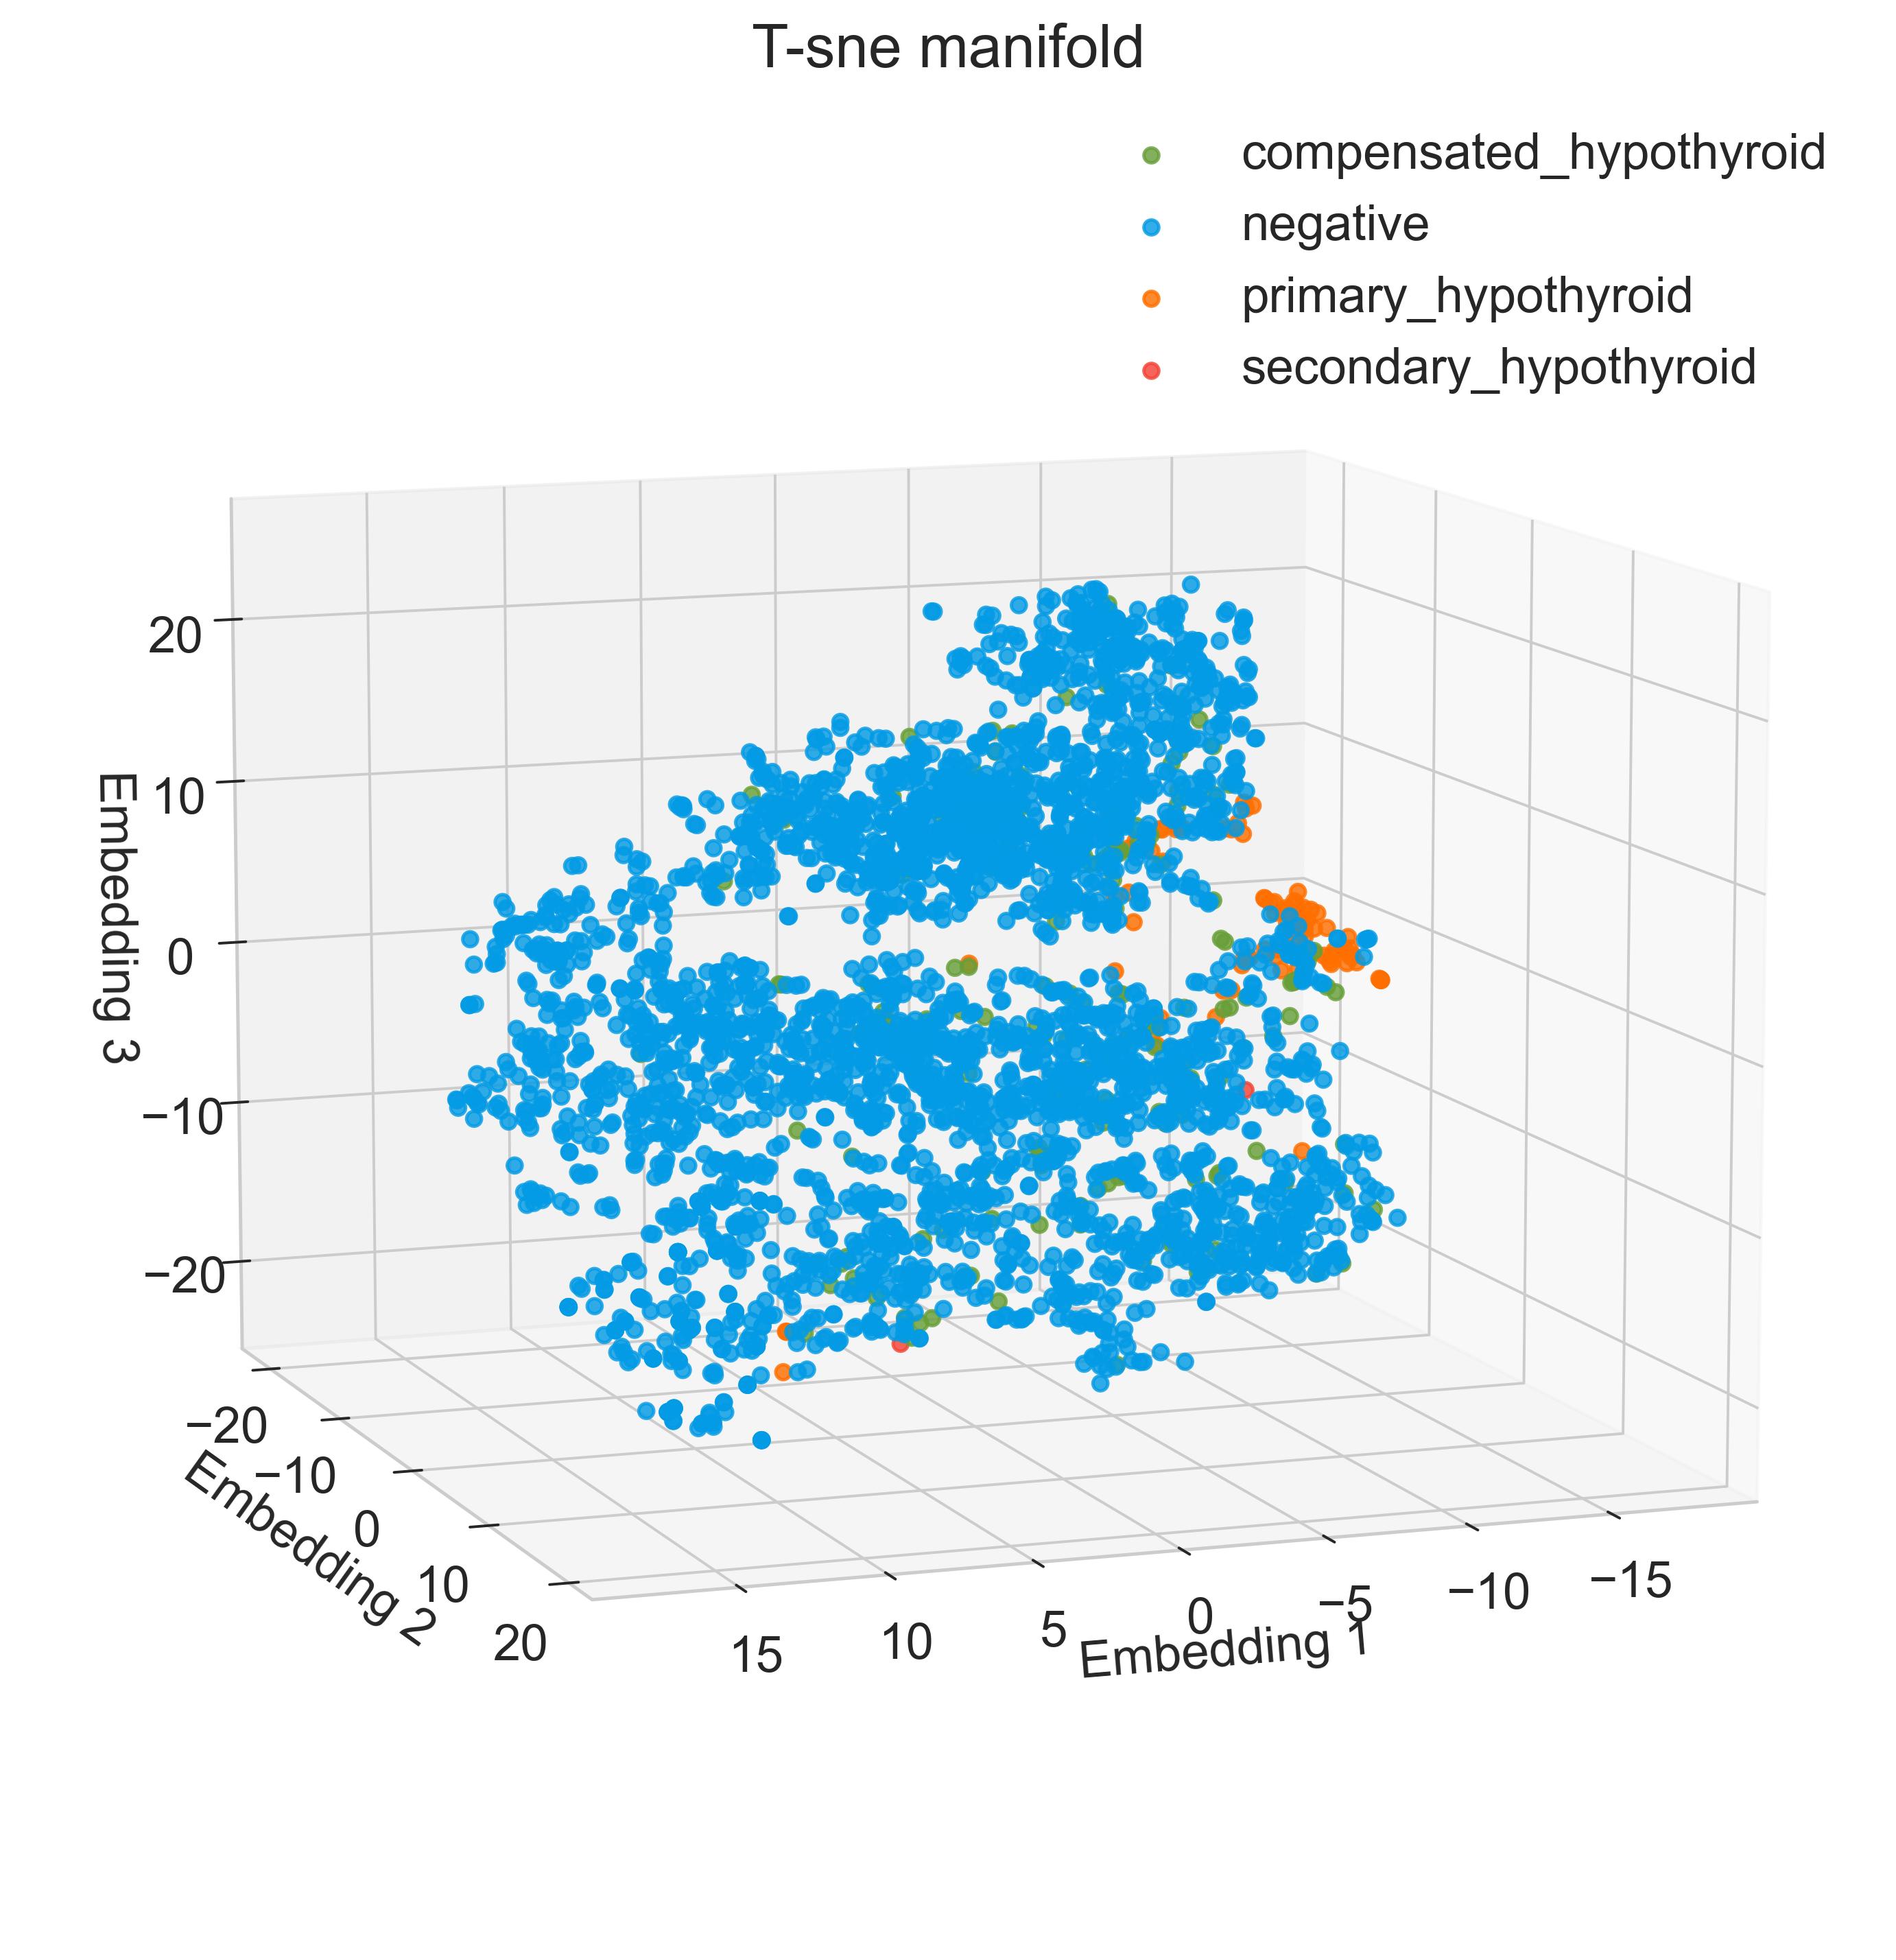 T-sne manifold
compensated_hypothyroid
negative
primary_hypothyroid
secondary_hypothyroid
20
10
0
−10
−20
Embedding 3
−20
−10
0
10
20
Embedding 2
15
10
5
0
−5
−10
−15
Embedding 1